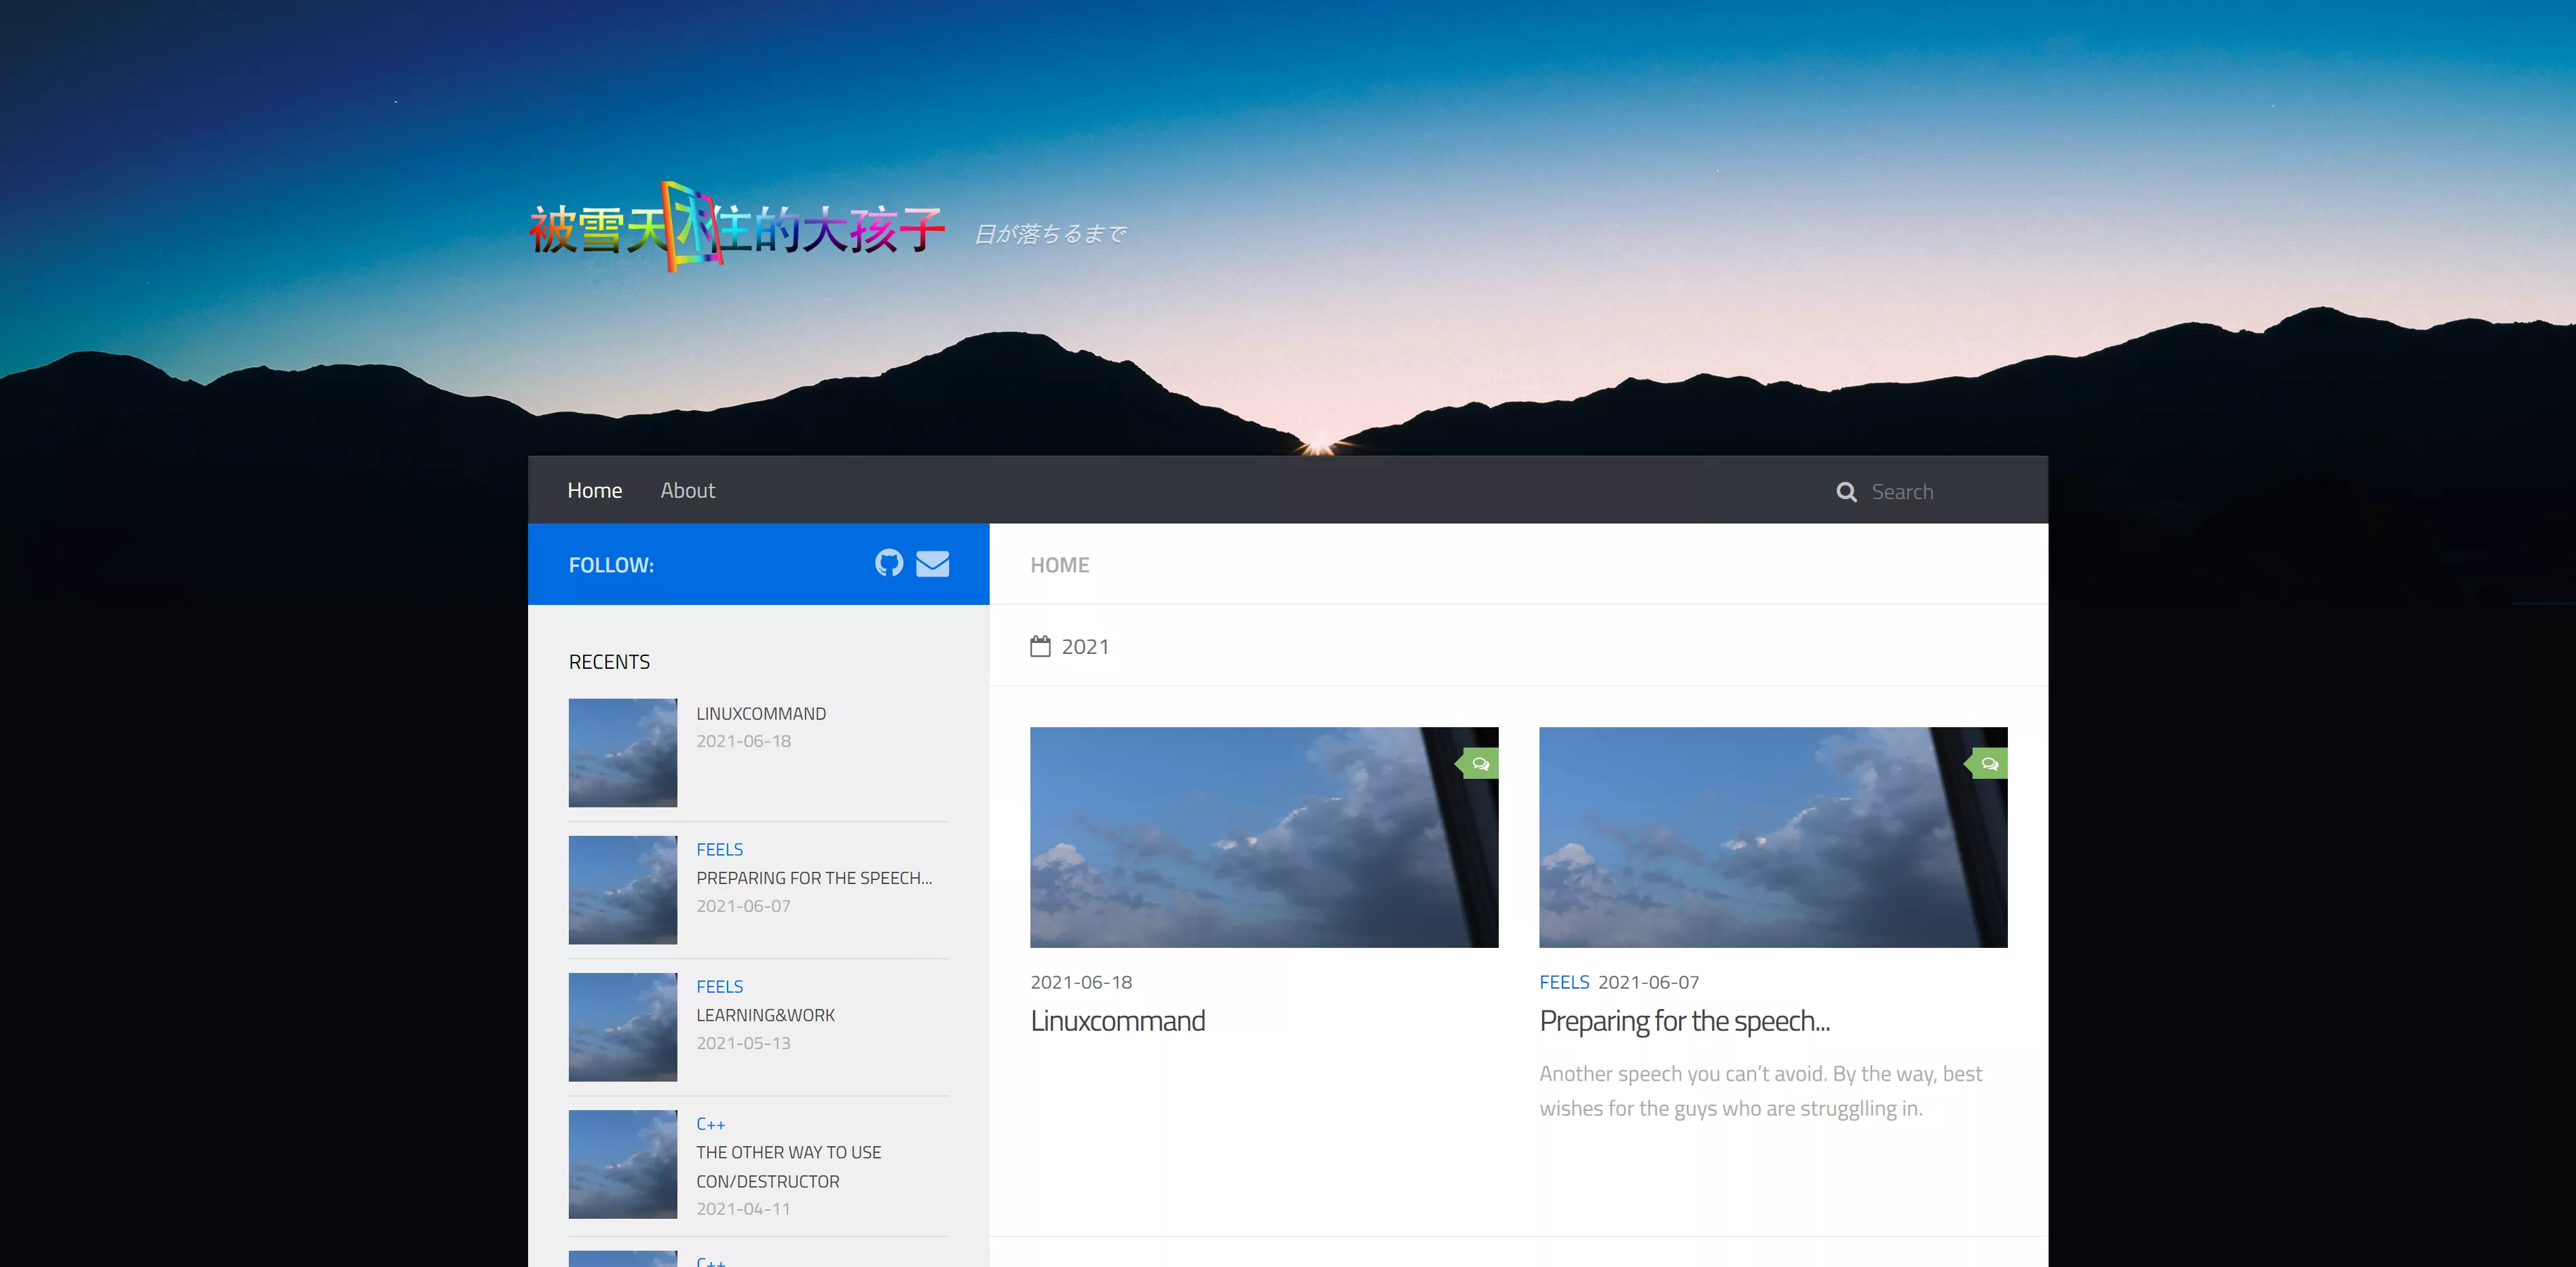 被雪天困住的大孩子
日が落ちるまで
Home About Search
FOLLOW:
RECENTS
LINUXCOMMAND
2021-06-18
FEELS
PREPARING FOR THE SPEECH...
2021-06-07
FEELS
LEARNING&WORK
2021-05-13
C++
THE OTHER WAY TO USE
CON/DESTRUCTOR
2021-04-11
C++
HOME
2021
2021-06-18
Linuxcommand
FEELS 2021-06-07
Preparing for the speech...
Another speech you can’t avoid. By the way, best
wishes for the guys who are strugglling in.